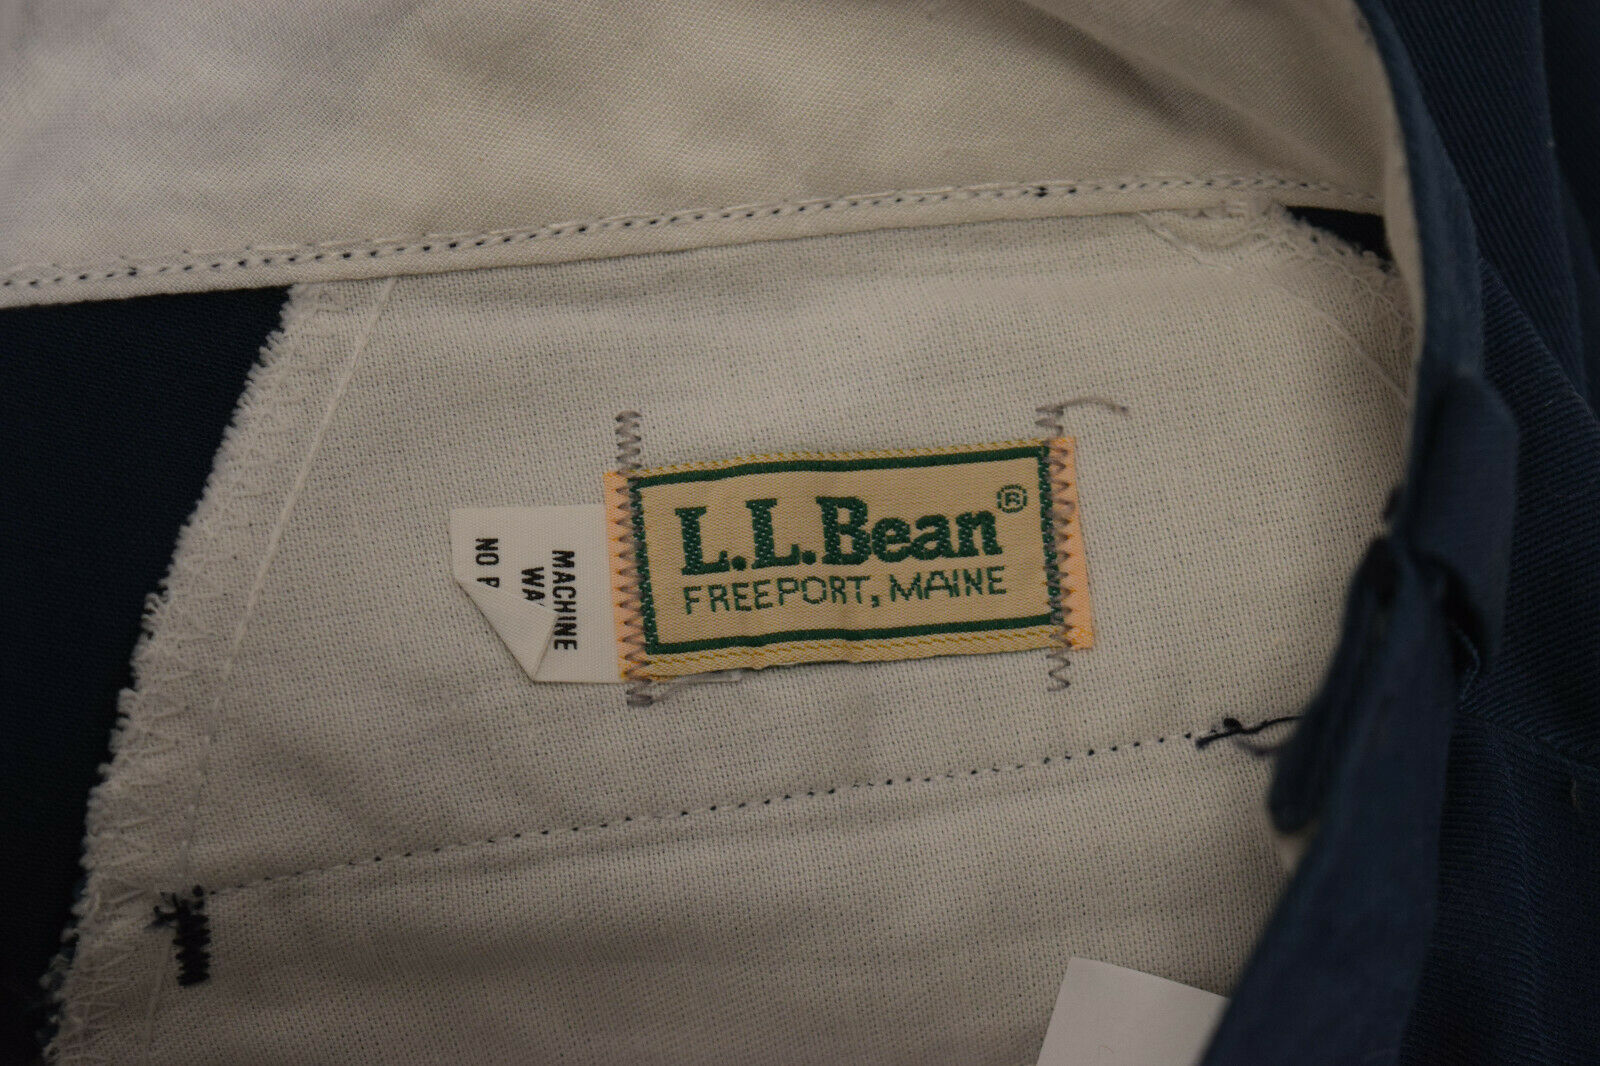 L.L.Bean®
FREEPORT, MAINE
MACHINE
NO